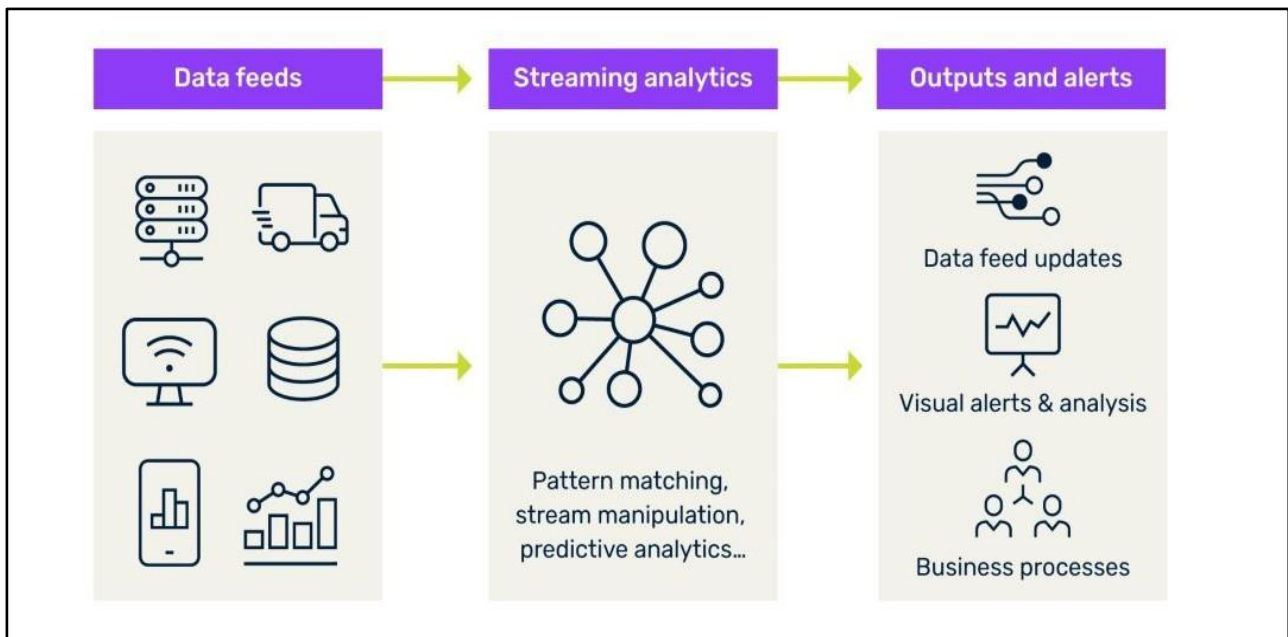 Data feeds
Streaming analytics
Outputs and alerts
Data feed updates
Visual alerts & analysis
Pattern matching,
stream manipulation,
predictive analytics…
Business processes